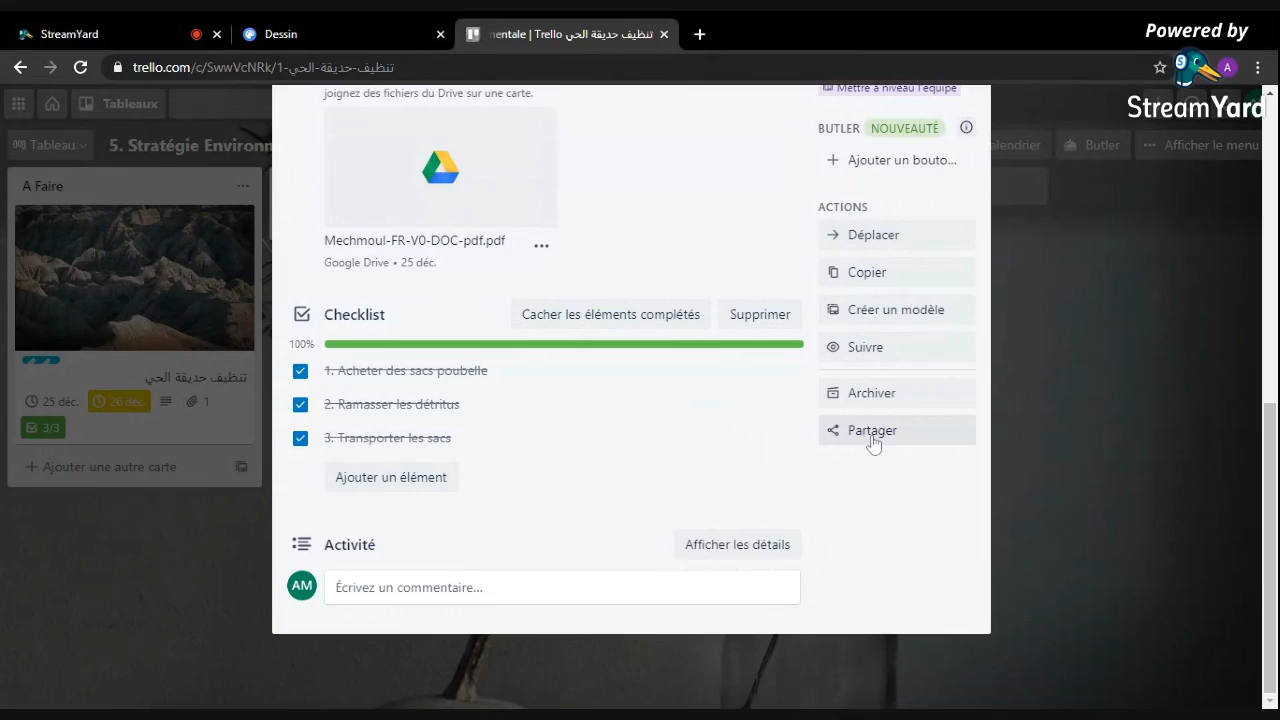 StreamYard
Dessin
mentale | Trello تنظيف حديقة الحي
Powered by
StreamYard
trello.com/c/SwwVcNRk/1-تنظيف-حديقة-الحي
A
Tableaux
Tableau
5. Stratégie Environn
alendrier
Butler
Afficher le menu
A Faire
تنظيف حديقة الحي
25 déc.
26 déc.
1
3/3
Ajouter une autre carte
joignez des fichiers du Drive sur une carte.
Mechmoul-FR-V0-DOC-pdf.pdf
Google Drive • 25 déc.
Checklist
Cacher les éléments complétés
Supprimer
100%
1. Acheter des sacs poubelle
2. Ramasser les détritus
3. Transporter les sacs
Ajouter un élément
Activité
Afficher les détails
AM
Écrivez un commentaire...
Mettre à niveau l'équipe
BUTLER
NOUVEAUTÉ
Ajouter un bouto...
ACTIONS
Déplacer
Copier
Créer un modèle
Suivre
Archiver
Partager